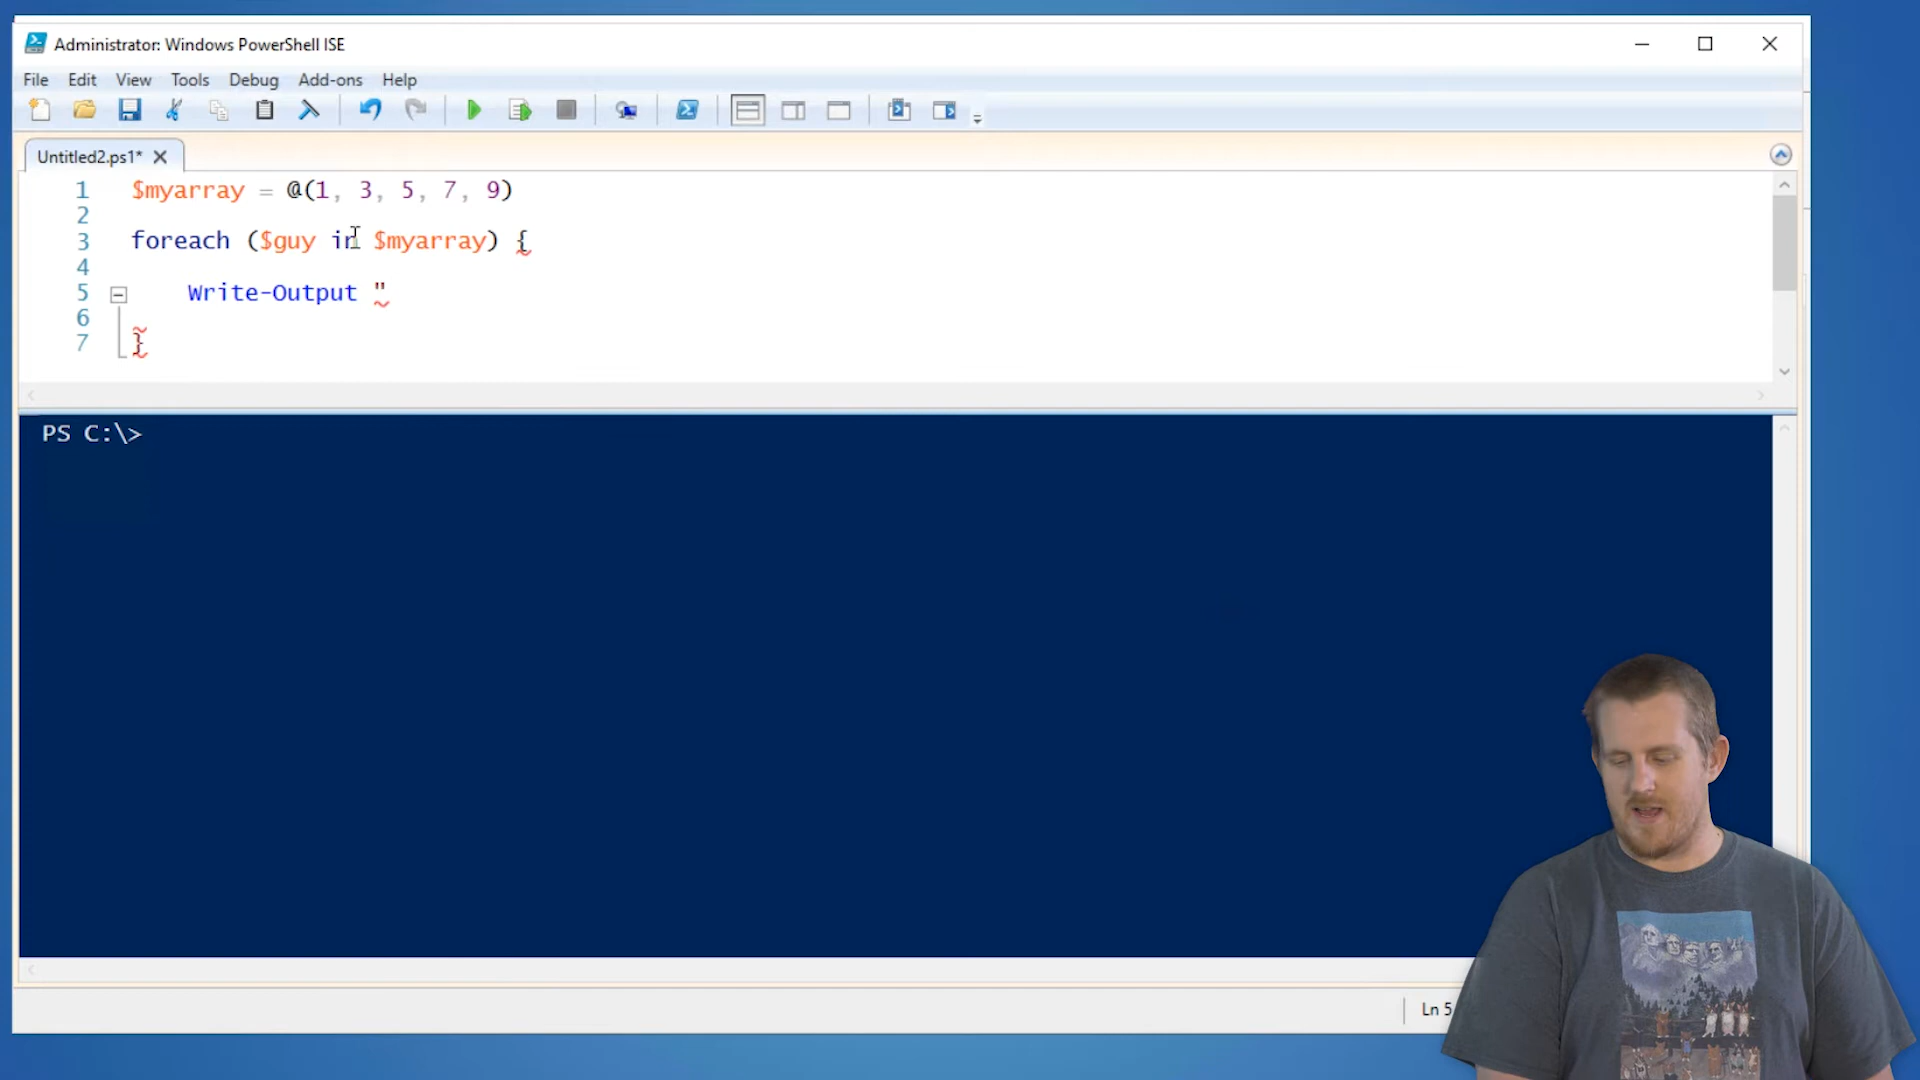 Administrator: Windows PowerShell ISE
File Edit View Tools Debug Add-ons Help
Untitled2.ps1*
1 $myarray = @(1, 3, 5, 7, 9)
2
3 foreach ($guy in $myarray) {
4
5 Write-Output "
6
7 }
PS C:\>
Ln 5